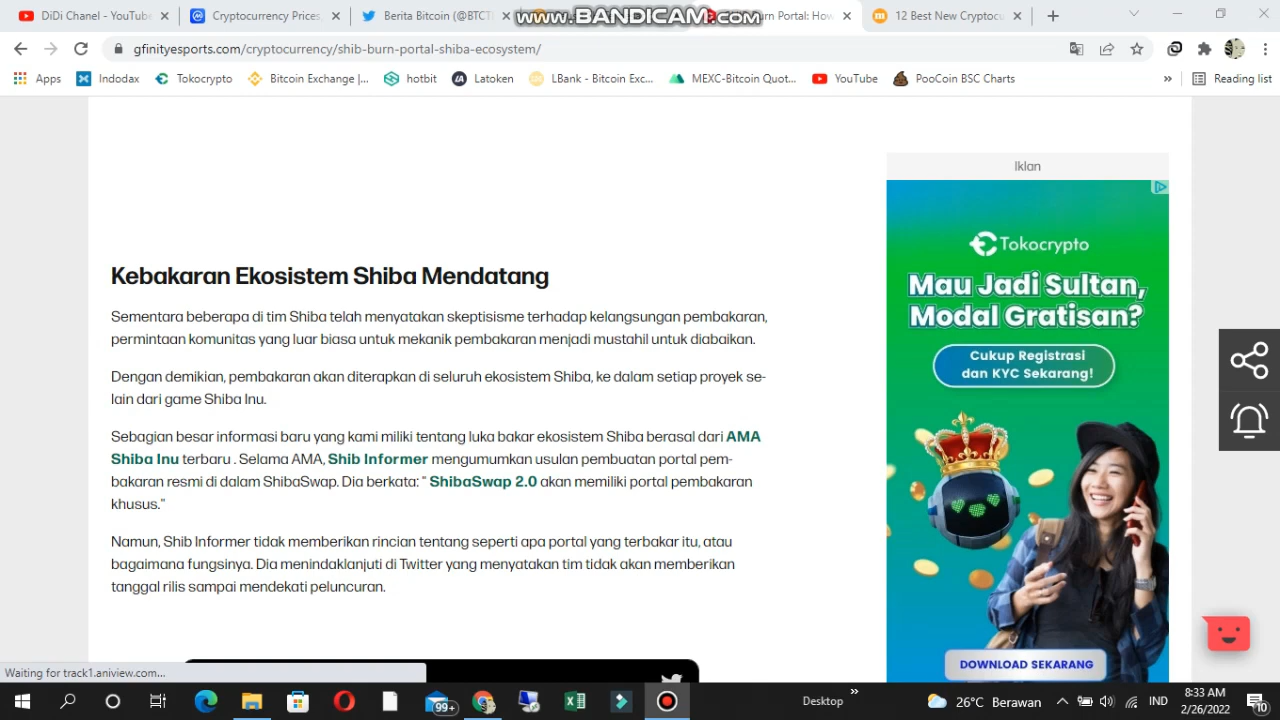 DiDi Chanel - YouTube
Cryptocurrency Prices,
Berita Bitcoin (@BTCTI
www.BANDICAM.com
Burn Portal: How
12 Best New Cryptocu
gfinityesports.com/cryptocurrency/shib-burn-portal-shiba-ecosystem/
Apps
Indodax
Tokocrypto
Bitcoin Exchange |...
hotbit
Latoken
LBank - Bitcoin Exc...
MEXC-Bitcoin Quot...
YouTube
PooCoin BSC Charts
»
Reading list
Iklan
Kebakaran Ekosistem Shiba Mendatang
Sementara beberapa di tim Shiba telah menyatakan skeptisisme terhadap kelangsungan pembakaran,
permintaan komunitas yang luar biasa untuk mekanik pembakaran menjadi mustahil untuk diabaikan.
Dengan demikian, pembakaran akan diterapkan di seluruh ekosistem Shiba, ke dalam setiap proyek se-
lain dari game Shiba Inu.
Sebagian besar informasi baru yang kami miliki tentang luka bakar ekosistem Shiba berasal dari AMA
Shiba Inu terbaru . Selama AMA, Shib Informer mengumumkan usulan pembuatan portal pem-
bakaran resmi di dalam ShibaSwap. Dia berkata: " ShibaSwap 2.0 akan memiliki portal pembakaran
khusus."
Namun, Shib Informer tidak memberikan rincian tentang seperti apa portal yang terbakar itu, atau
bagaimana fungsinya. Dia menindaklanjuti di Twitter yang menyatakan tim tidak akan memberikan
tanggal rilis sampai mendekati peluncuran.
Tokocrypto
Mau Jadi Sultan,
Modal Gratisan?
Cukup Registrasi
dan KYC Sekarang!
DOWNLOAD SEKARANG
Waiting for track1.aniview.com...
99+
Desktop
»
26°C Berawan
IND
8:33 AM
2/26/2022
10